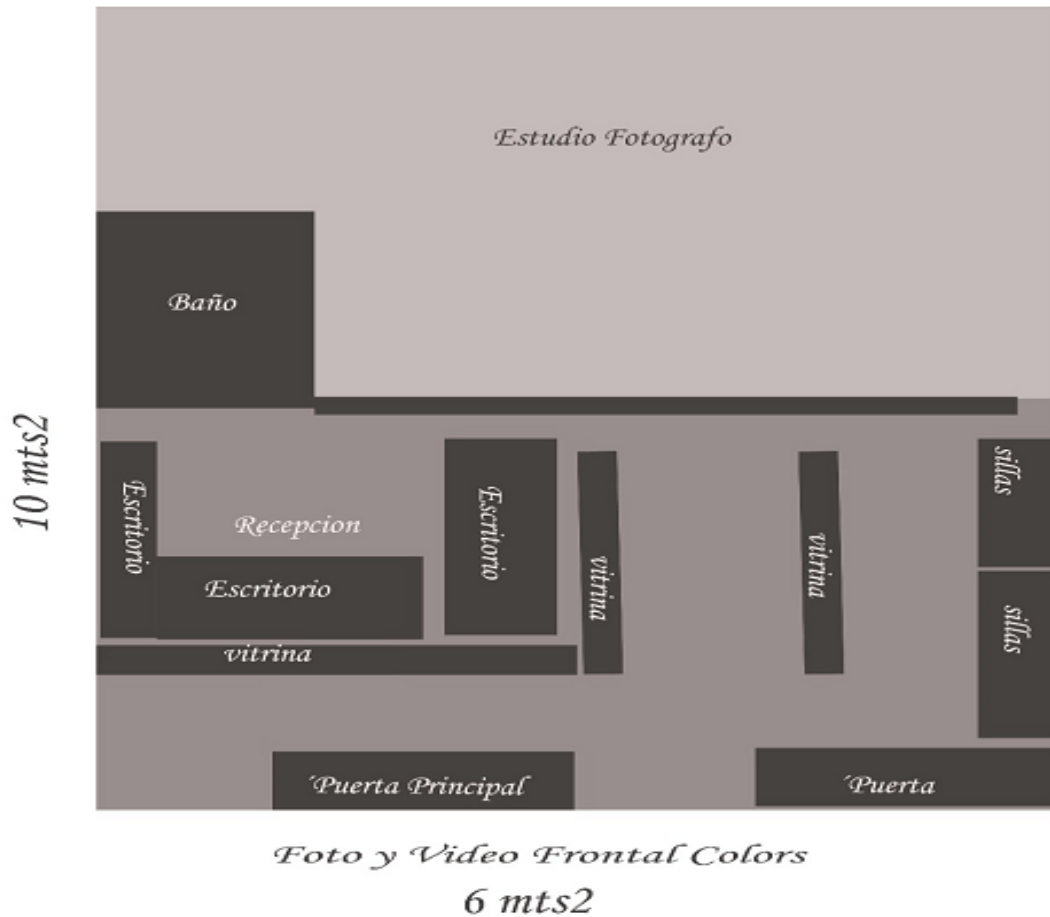 Estudio Fotografo
Baño
10 mts2
Escritorio
Recepcion
Escritorio
Escritorio
vitrina
vitrina
vitrina
sillas
sillas
´Puerta Principal
´Puerta
Foto y Video Frontal Colors
6 mts2